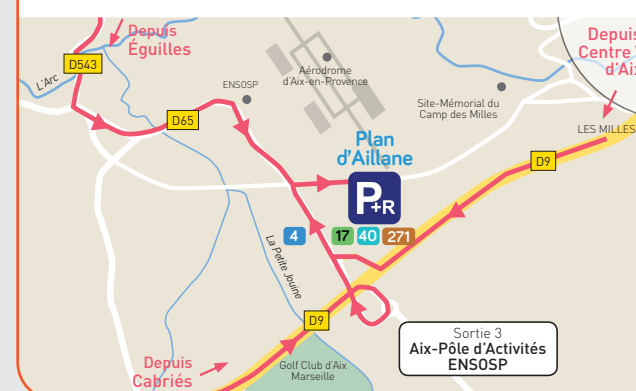 Depuis
Éguilles
D543
L'Arc
D65
ENSOSP
Aérodrome
d'Aix-en-Provence
Site-Mémorial du
Camp des Milles
Depuis
Centre
d'Aix
LES MILLES
D9
Plan
d'Aillane
P+R
4
17
40
271
La Petite Jouine
D9
Sortie 3
Aix-Pôle d'Activités
ENSOSP
Golf Club d'Aix
Marseille
Depuis
Cabriés